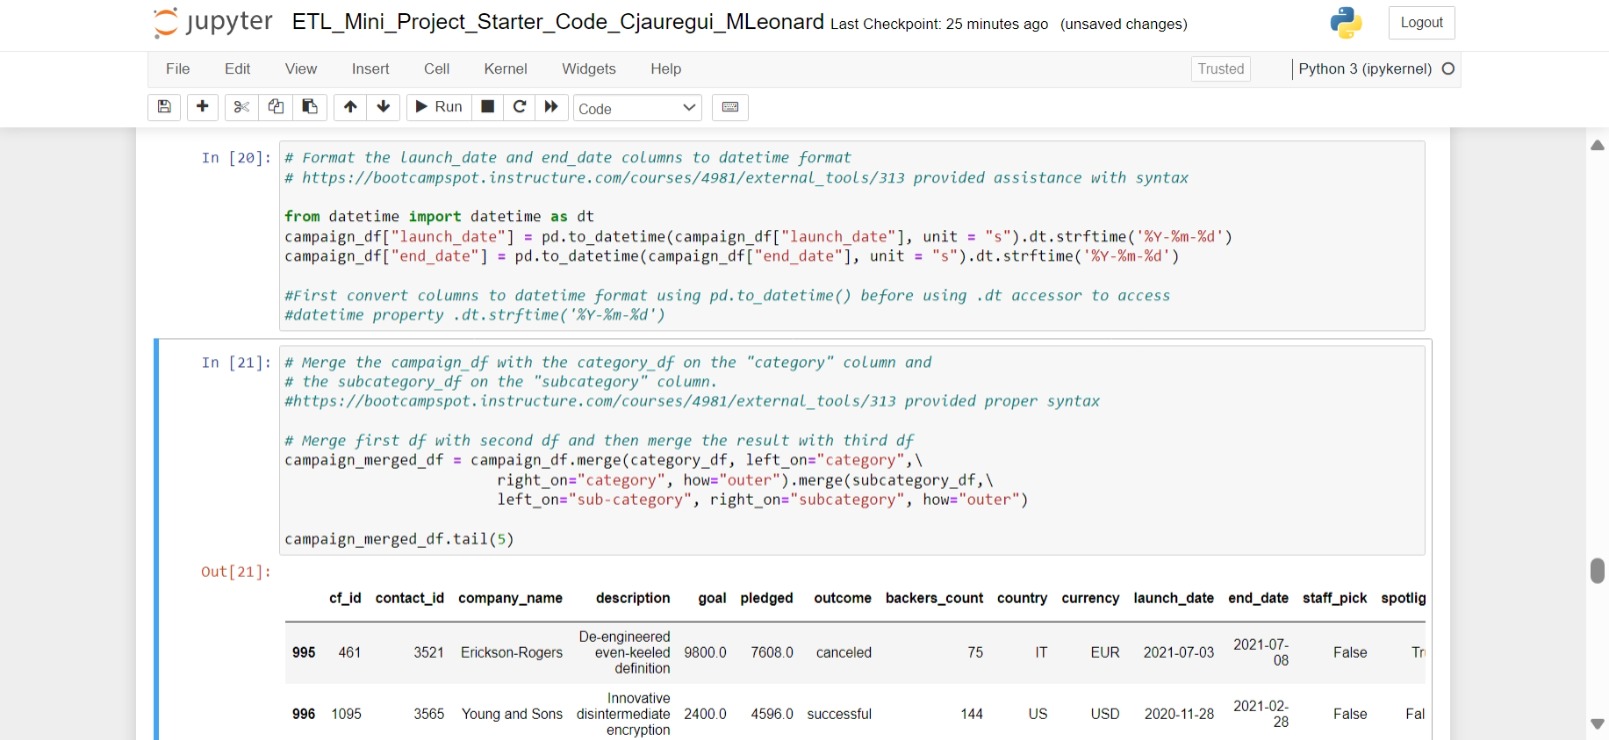 jupyter ETL_Mini_Project_Starter_Code_Cjauregui_MLeonard Last Checkpoint: 25 minutes ago (unsaved changes) Logout
File Edit View Insert Cell Kernel Widgets Help Trusted Python 3 (ipykernel)
Run Code
In [20]: # Format the launch_date and end_date columns to datetime format
# https://bootcampspot.instructure.com/courses/4981/external_tools/313 provided assistance with syntax
from datetime import datetime as dt
campaign_df["launch_date"] = pd.to_datetime(campaign_df["launch_date"], unit = "s").dt.strftime('%Y-%m-%d')
campaign_df["end_date"] = pd.to_datetime(campaign_df["end_date"], unit = "s").dt.strftime('%Y-%m-%d')
#First convert columns to datetime format using pd.to_datetime() before using .dt accessor to access
#datetime property .dt.strftime('%Y-%m-%d')
In [21]: # Merge the campaign_df with the category_df on the "category" column and
# the subcategory_df on the "subcategory" column.
#https://bootcampspot.instructure.com/courses/4981/external_tools/313 provided proper syntax
# Merge first df with second df and then merge the result with third df
campaign_merged_df = campaign_df.merge(category_df, left_on="category",\
right_on="category", how="outer").merge(subcategory_df,\
left_on="sub-category", right_on="subcategory", how="outer")
campaign_merged_df.tail(5)
Out[21]:
cf_id contact_id company_name description goal pledged outcome backers_count country currency launch_date end_date staff_pick spotlig
995 461 3521 Erickson-Rogers De-engineered even-keeled definition 9800.0 7608.0 canceled 75 IT EUR 2021-07-03 2021-07-08 False Tr
996 1095 3565 Young and Sons Innovative disintermediate encryption 2400.0 4596.0 successful 144 US USD 2020-11-28 2021-02-28 False Fal